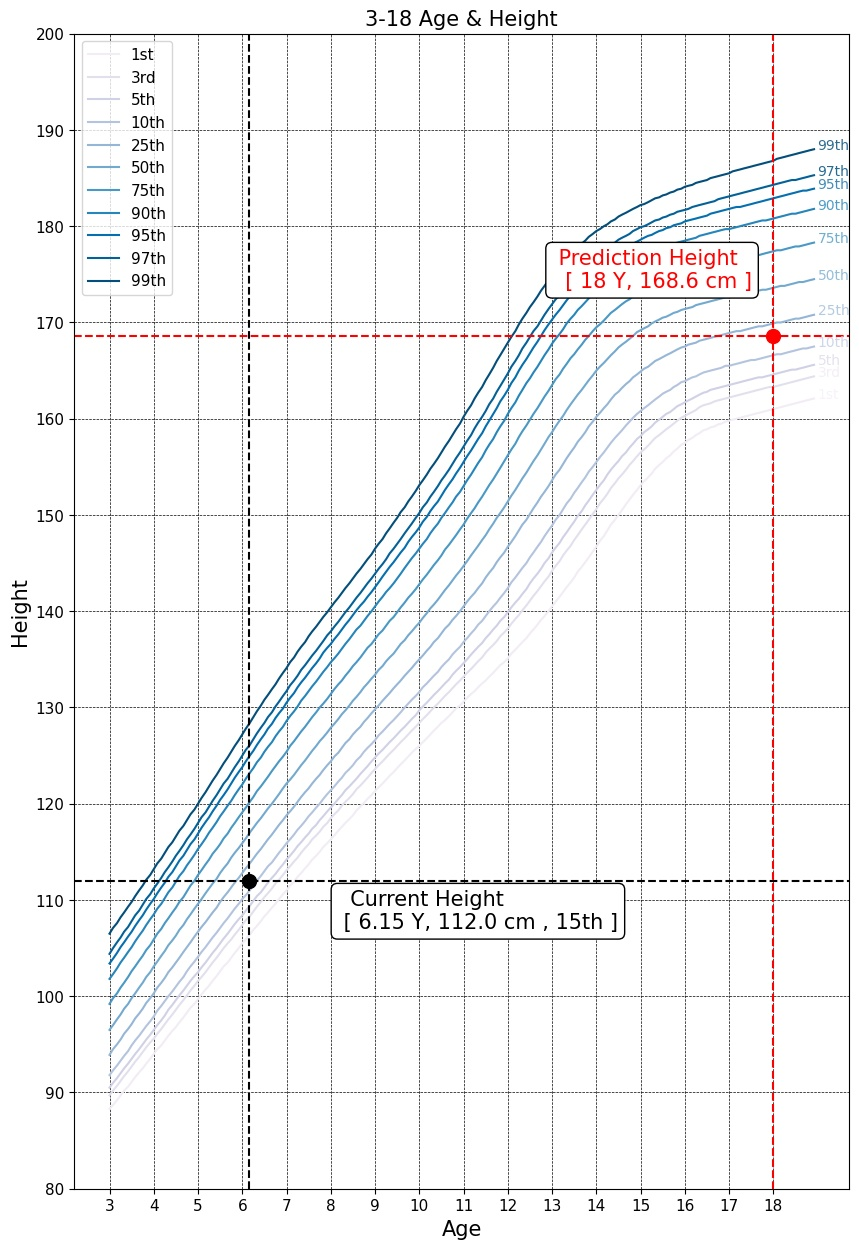 3-18 Age & Height
200
190
180
170
160
150
140
130
120
110
100
90
80
Height
1st
3rd
5th
10th
25th
50th
75th
90th
95th
97th
99th
99th
97th
95th
90th
75th
50th
25th
10th
5th
3rd
1st
Prediction Height
[ 18 Y, 168.6 cm ]
Current Height
[ 6.15 Y, 112.0 cm , 15th ]
3 4 5 6 7 8 9 10 11 12 13 14 15 16 17 18
Age